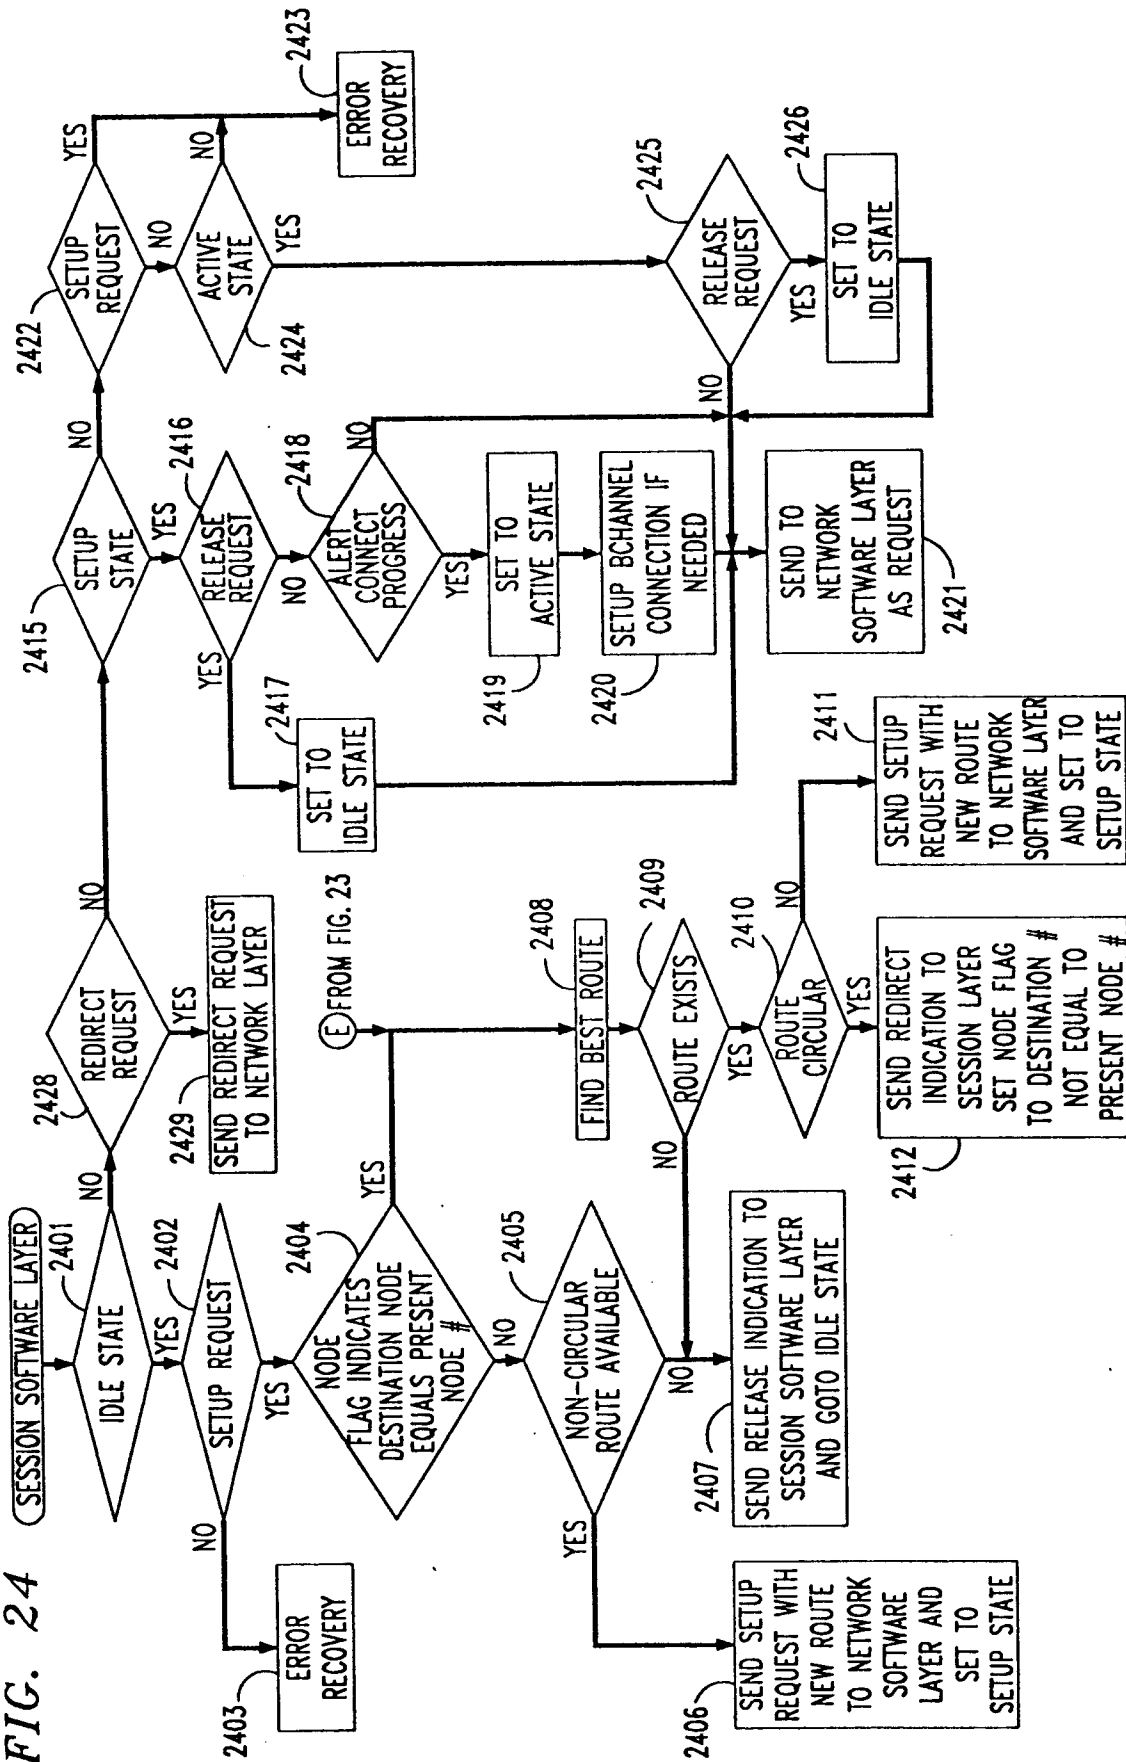 FIG. 24
SESSION SOFTWARE LAYER
2401
IDLE STATE
NO
YES
2402
SETUP REQUEST
NO
YES
2403
ERROR
RECOVERY
2404
NODE
FLAG INDICATES
DESTINATION NODE
EQUALS PRESENT
NODE #
YES
NO
2405
NON-CIRCULAR
ROUTE AVAILABLE
YES
NO
2406
SEND SETUP
REQUEST WITH
NEW ROUTE
TO NETWORK
SOFTWARE
LAYER AND
SET TO
SETUP STATE
2407
SEND RELEASE INDICATION TO
SESSION SOFTWARE LAYER
AND GOTO IDLE STATE
2428
REDIRECT
REQUEST
NO
YES
2429
SEND REDIRECT REQUEST
TO NETWORK LAYER
E
FROM FIG. 23
2408
FIND BEST ROUTE
2409
ROUTE EXISTS
NO
YES
2410
ROUTE
CIRCULAR
NO
YES
2411
SEND SETUP
REQUEST WITH
NEW ROUTE
TO NETWORK
SOFTWARE LAYER
AND SET TO
SETUP STATE
2412
SEND REDIRECT
INDICATION TO
SESSION LAYER
SET NODE FLAG
TO DESTINATION #
NOT EQUAL TO
PRESENT NODE #
2415
SETUP
STATE
NO
YES
2416
RELEASE
REQUEST
YES
NO
2417
SET TO
IDLE STATE
2418
ALERT
CONNECT
PROGRESS
NO
YES
2419
SET TO
ACTIVE STATE
2420
SETUP BCHANNEL
CONNECTION IF
NEEDED
2421
SEND TO
NETWORK
SOFTWARE LAYER
AS REQUEST
2422
SETUP
REQUEST
YES
NO
2423
ERROR
RECOVERY
2424
ACTIVE
STATE
NO
YES
2425
RELEASE
REQUEST
NO
YES
2426
SET TO
IDLE STATE